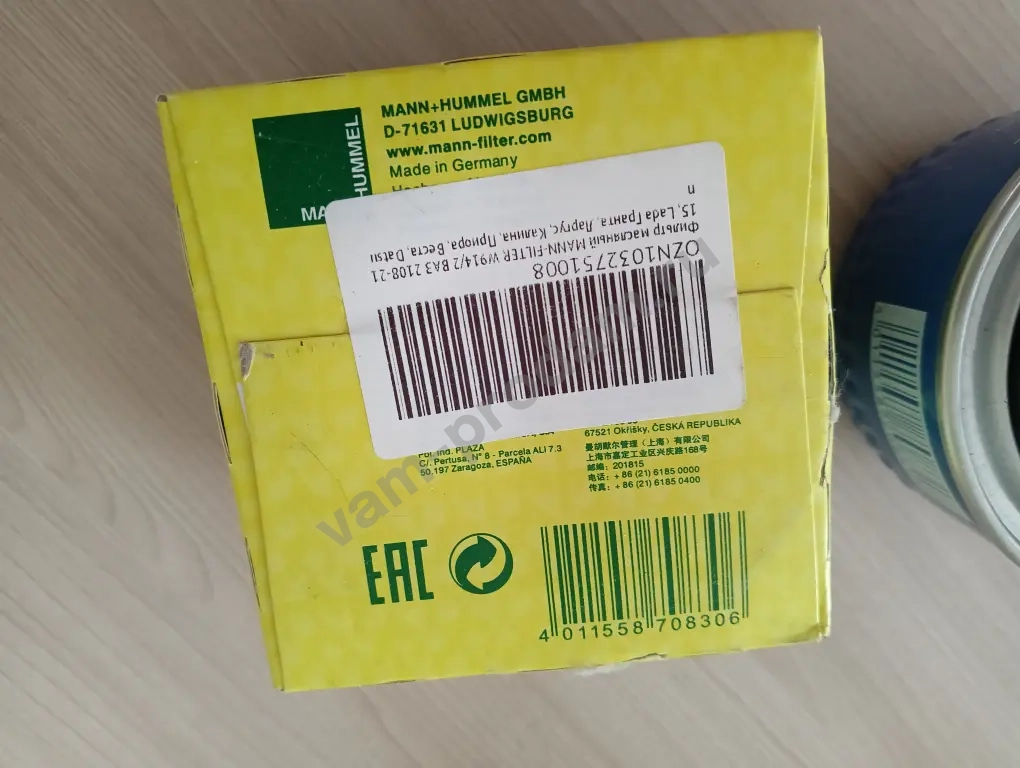 MANN+HUMMEL GMBH
D-71631 LUDWIGSBURG
www.mann-filter.com
Made in Germany
HUMMEL
MA
OZN1032751008
Фильтр масляный MANN-FILTER W914/2 ВАЗ 2108-21
15, Lada Гранта, Ларгус, Калина, Приора, Веста, Datsu
n
Pol. Ind. PLAZA
C/. Pertusa, Nº 8 - Parcela ALI 7.3
50.197 Zaragoza, ESPAÑA
67521 Okříšky, ČESKÁ REPUBLIKA
曼胡默尔管理（上海）有限公司
上海市嘉定工业区兴庆路168号
邮编：201815
电话：+ 86 (21) 6185 0000
传真：+ 86 (21) 6185 0400
EAC
4 011558 708306